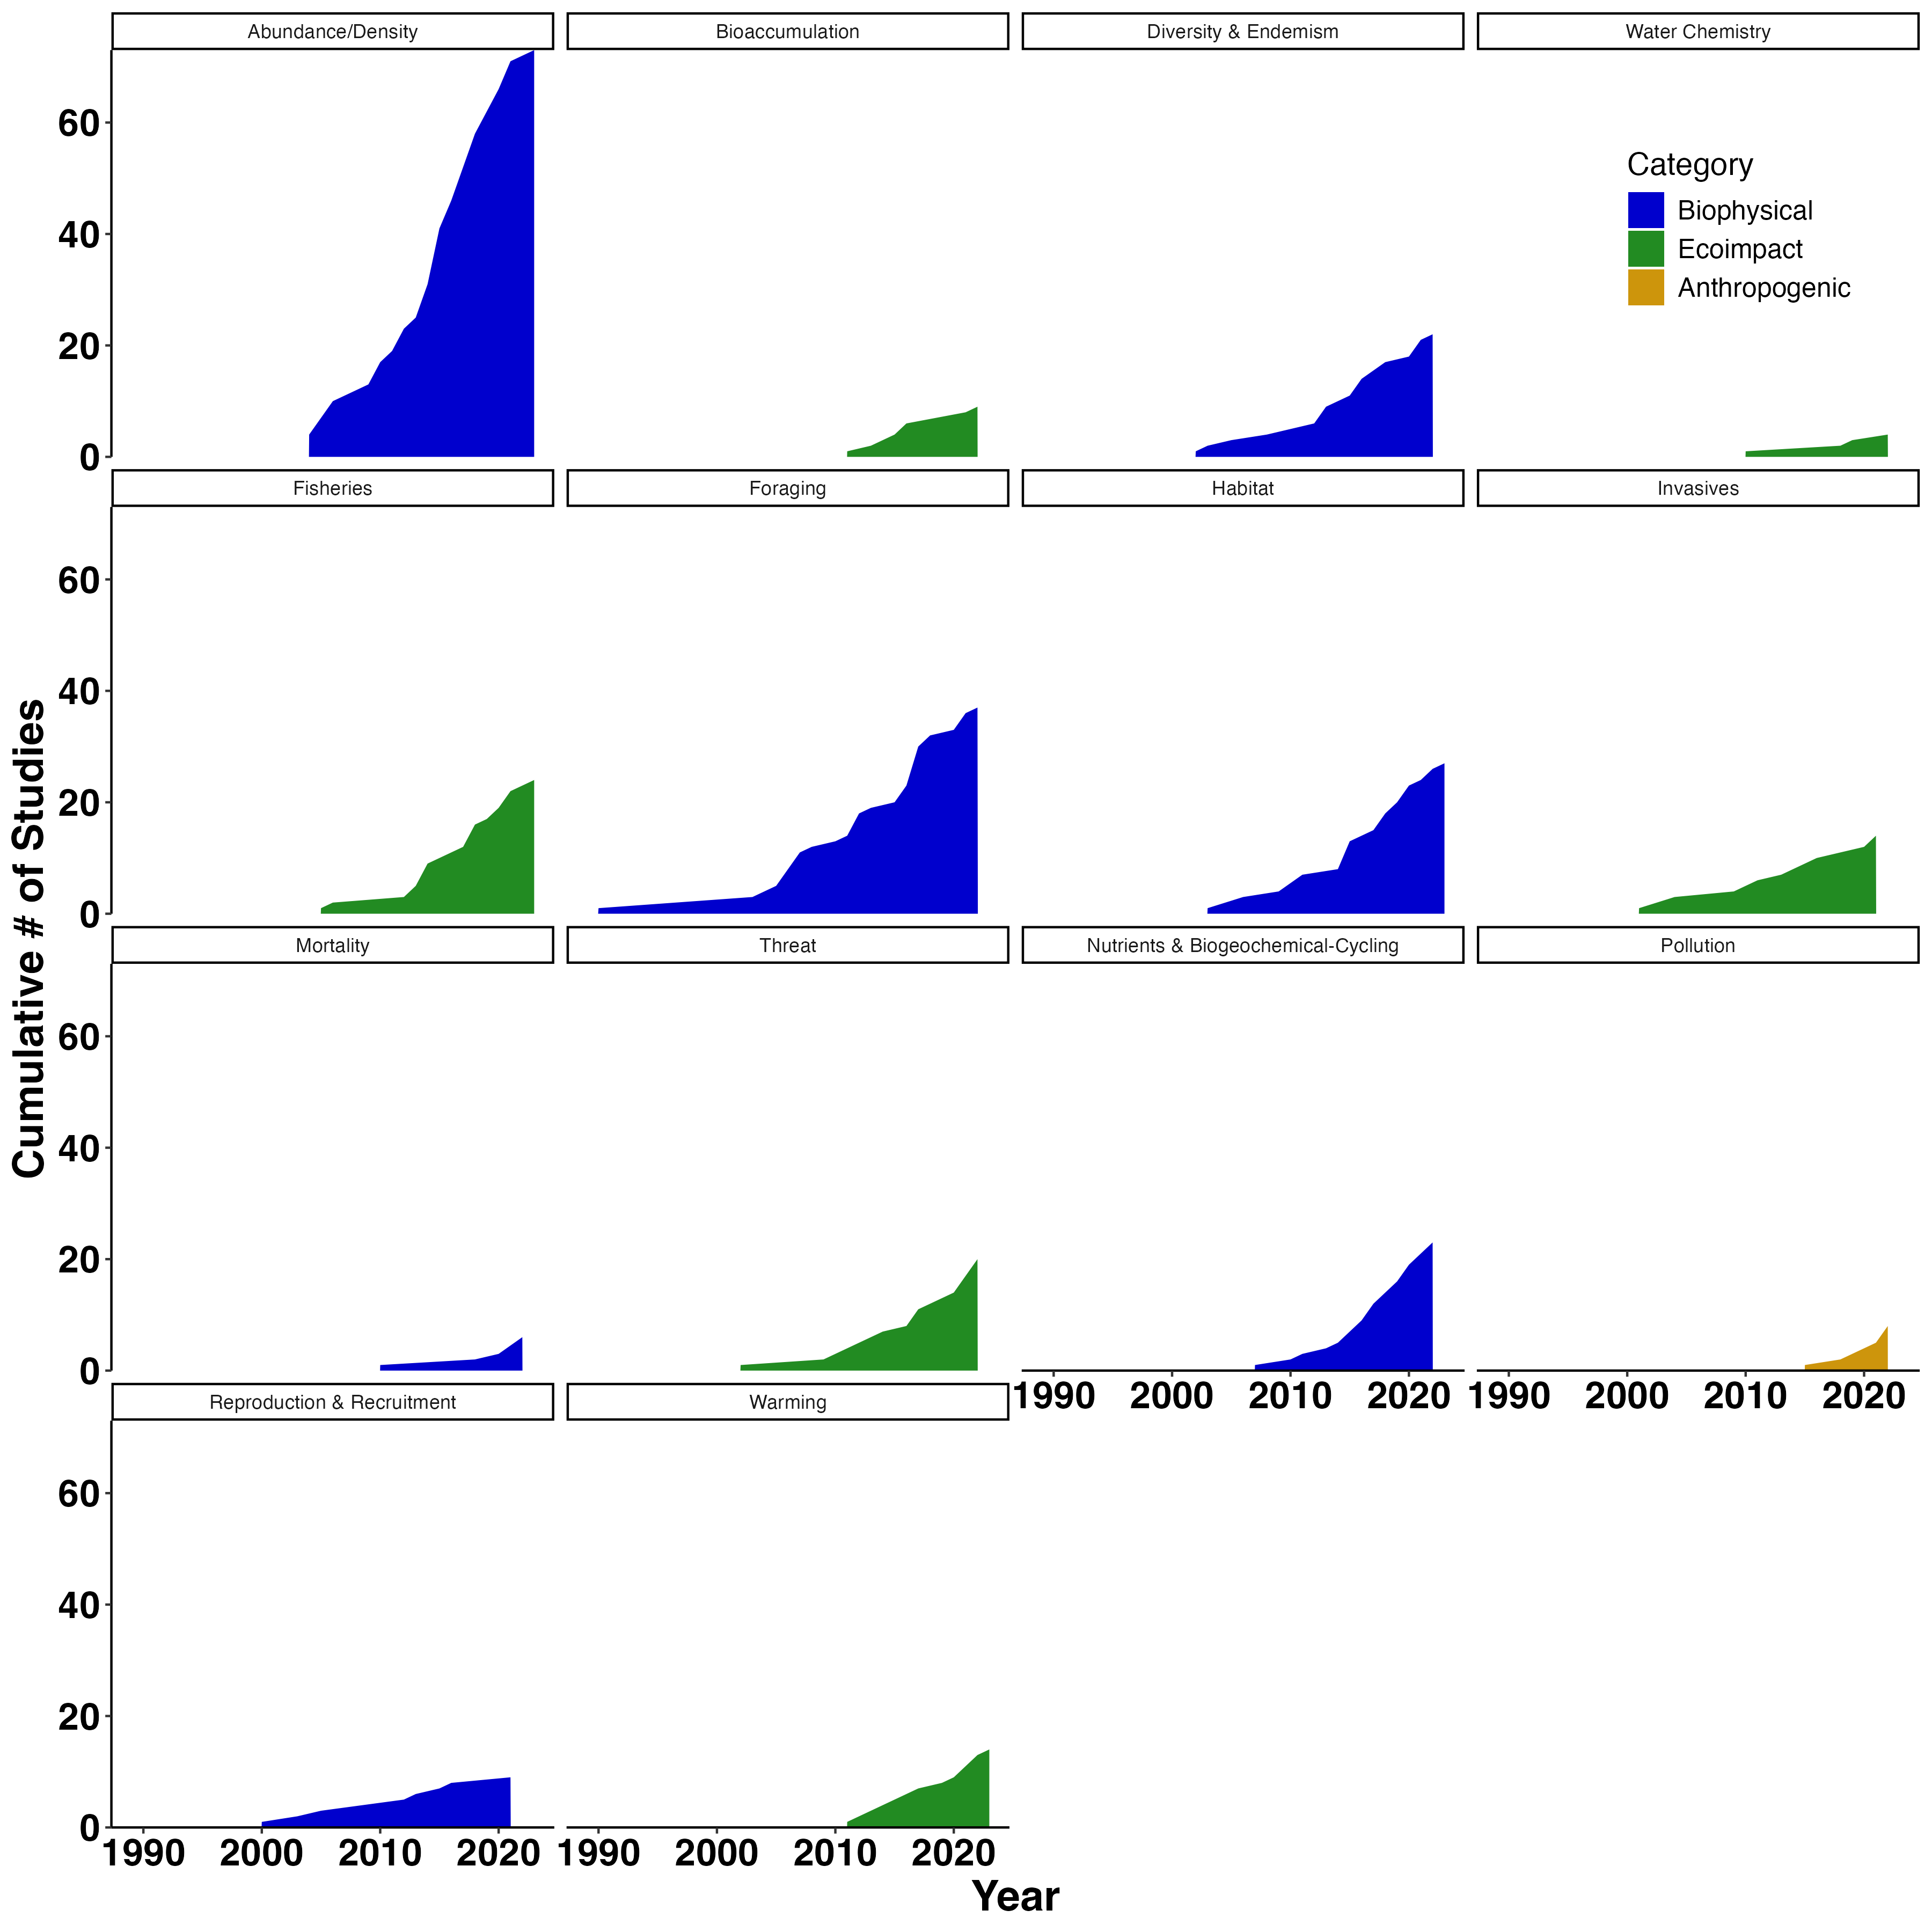 Abundance/Density
Bioaccumulation
Diversity & Endemism
Water Chemistry
60
40
20
0
Category
Biophysical
Ecoimpact
Anthropogenic
Fisheries
Foraging
Habitat
Invasives
60
40
20
0
Cumulative # of Studies
Mortality
Threat
Nutrients & Biogeochemical-Cycling
Pollution
60
40
20
0
1990 2000 2010 2020
1990 2000 2010 2020
Reproduction & Recruitment
Warming
60
40
20
0
1990 2000 2010 2020
1990 2000 2010 2020
Year